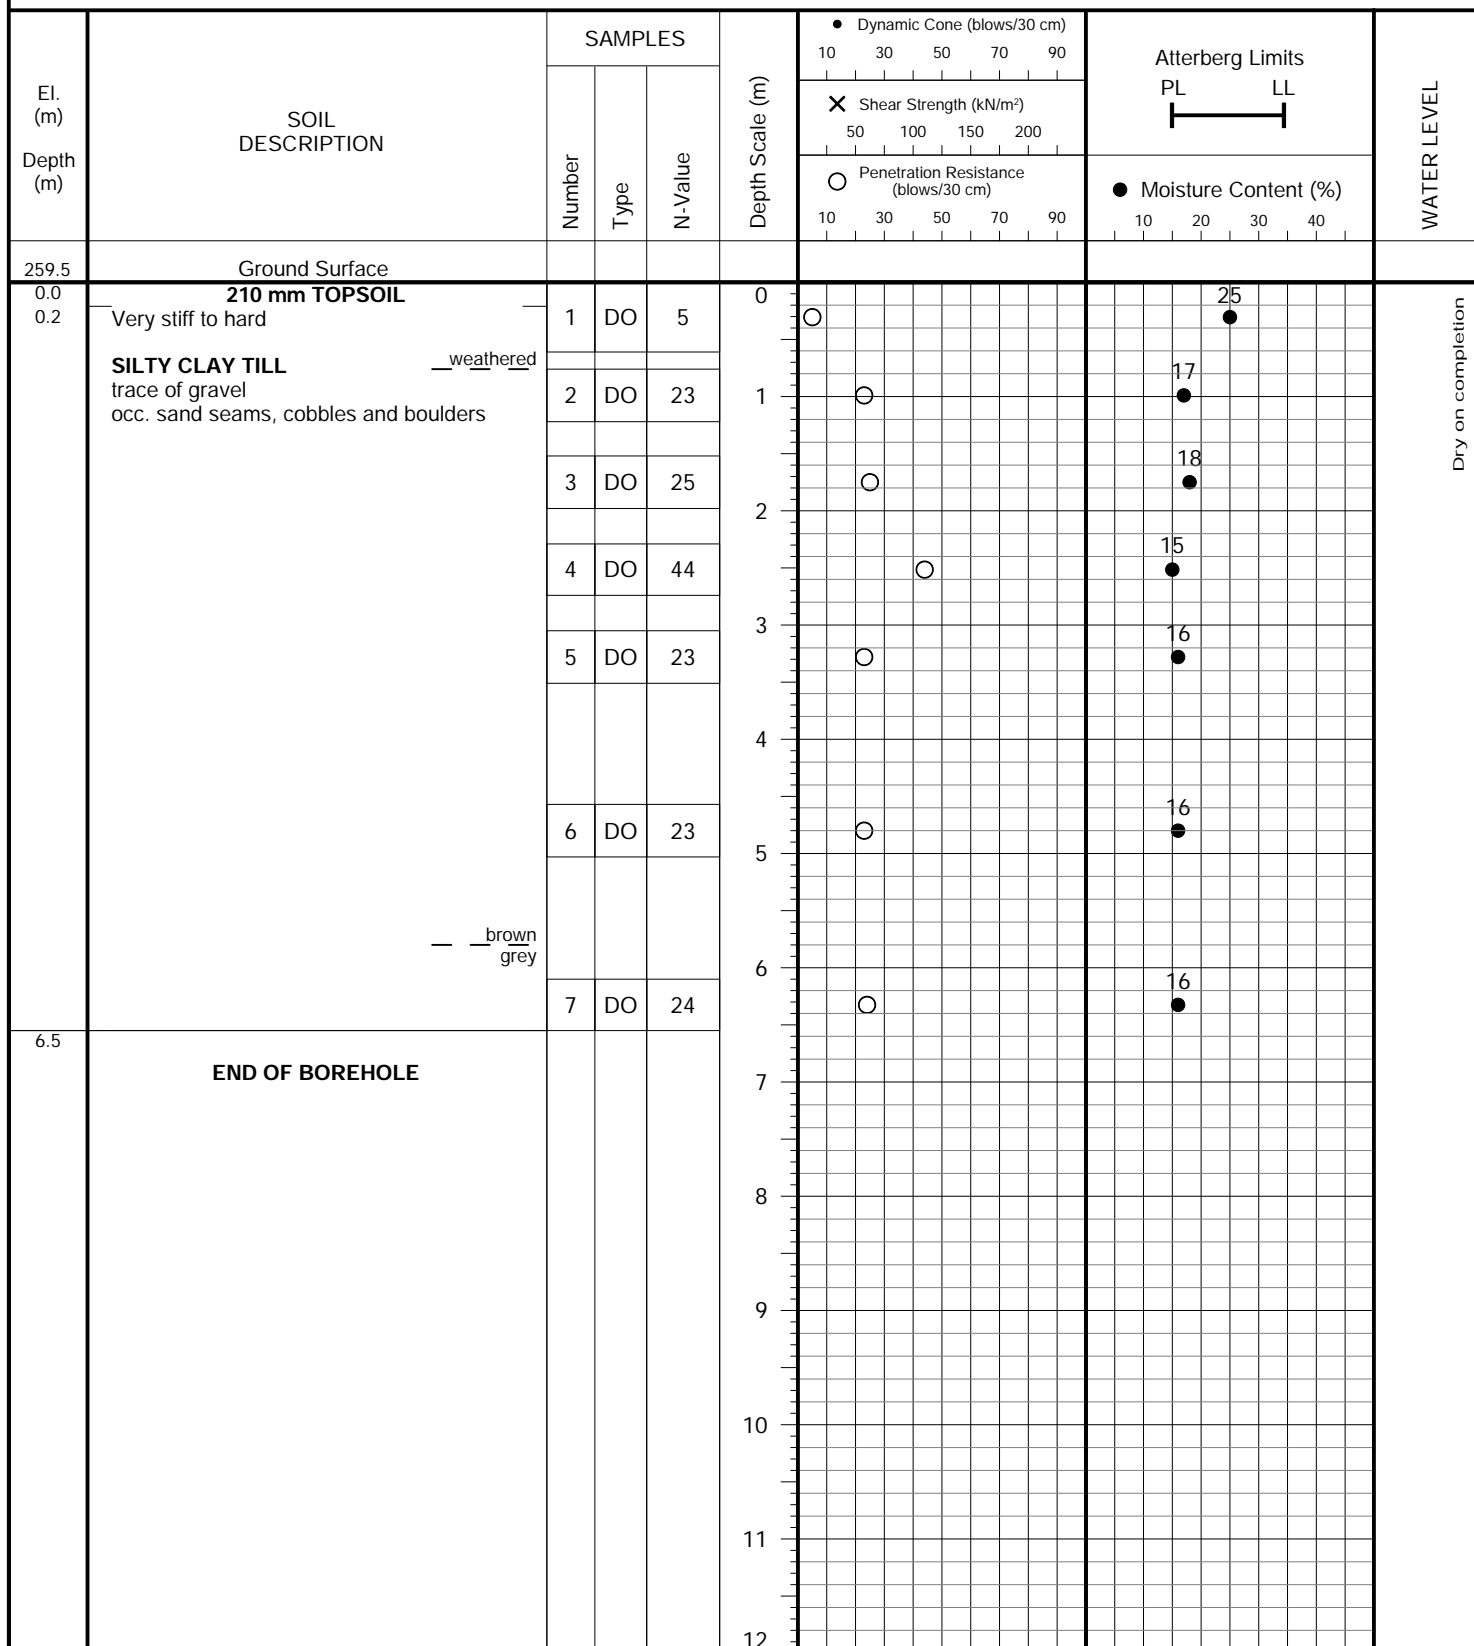 El.
(m)
Depth
(m)
SOIL
DESCRIPTION
SAMPLES
Number
Type
N-Value
Depth Scale (m)
Dynamic Cone (blows/30 cm)
10 30 50 70 90
Shear Strength (kN/m²)
50 100 150 200
Penetration Resistance
(blows/30 cm)
10 30 50 70 90
Atterberg Limits
PL LL
Moisture Content (%)
10 20 30 40
WATER LEVEL
259.5 Ground Surface
0.0 210 mm TOPSOIL 0 25
0.2 Very stiff to hard 1 DO 5
weathered
SILTY CLAY TILL 17
trace of gravel
2 DO 23 1
occ. sand seams, cobbles and boulders
18
3 DO 25
2
15
4 DO 44
3 16
5 DO 23
4
16
6 DO 23
5
brown
grey
6
16
7 DO 24
6.5
END OF BOREHOLE
7
8
9
10
11
12
Dry on completion